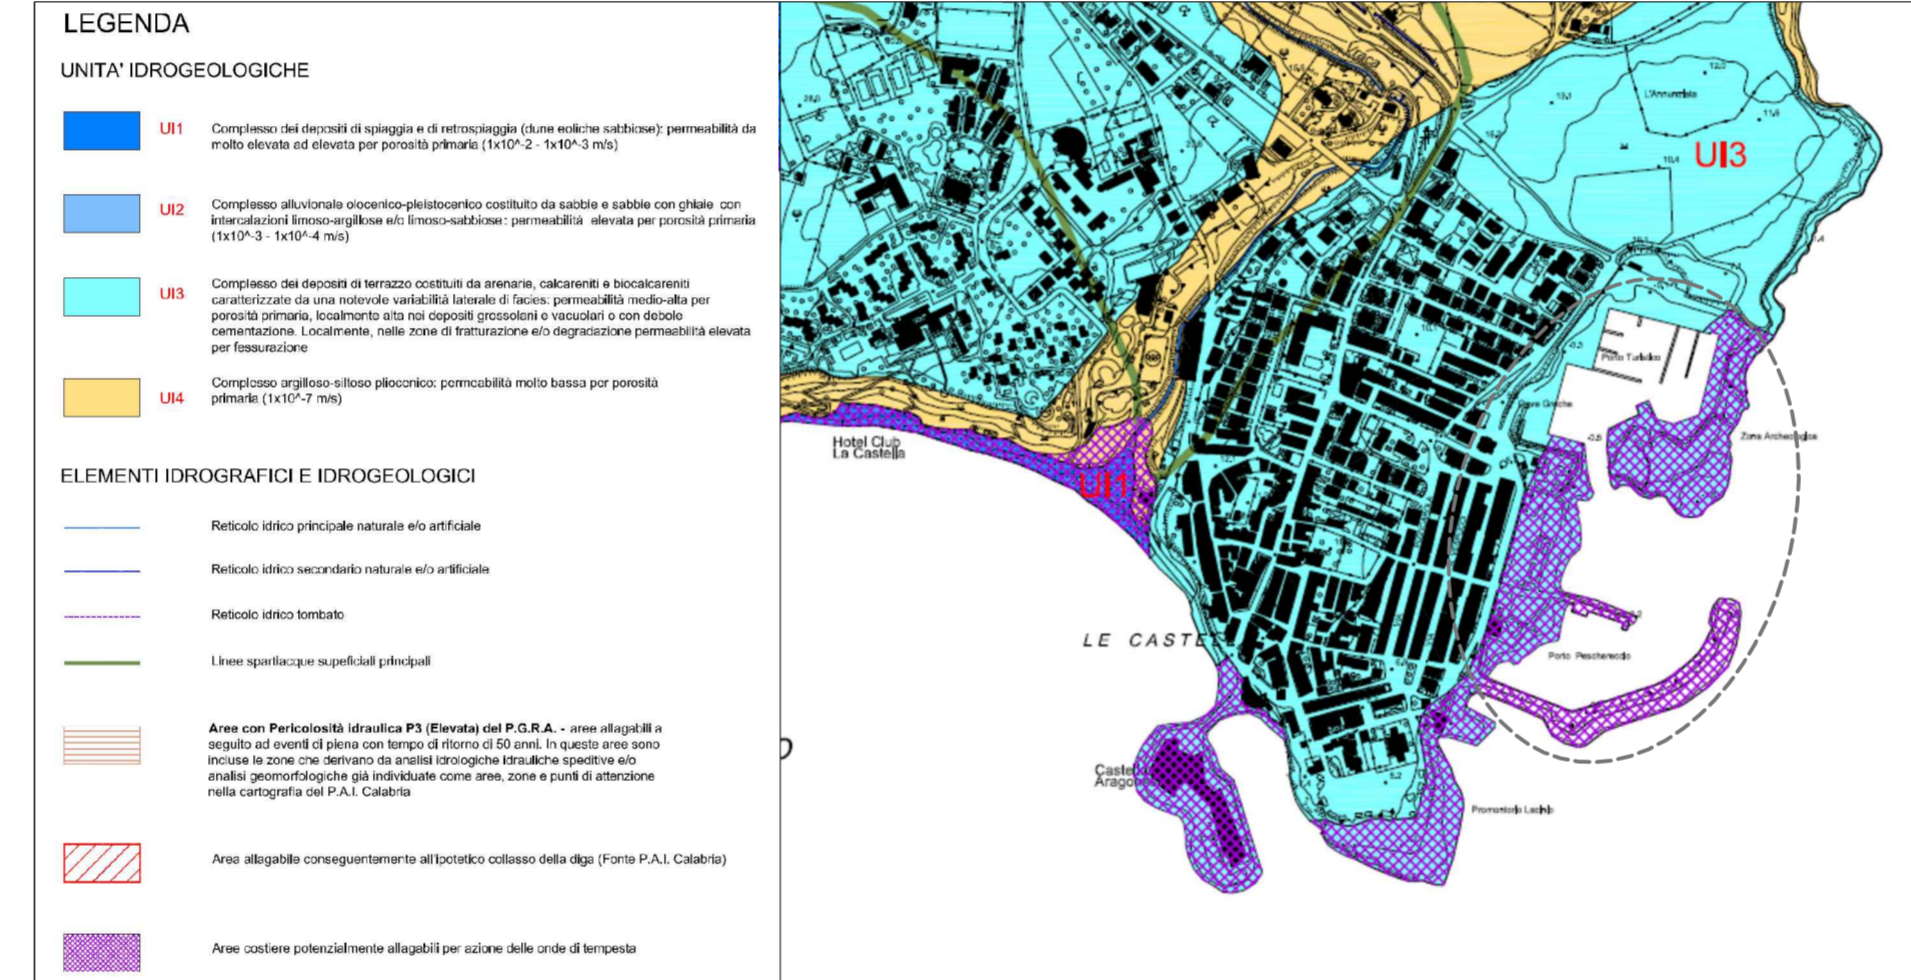 LEGENDA
UNITA' IDROGEOLOGICHE
UI1
Complesso dei depositi di spiaggia e di retrospiaggia (dune eoliche sabbiose): permeabilità da
molto elevata ad elevata per porosità primaria (1x10^-2 - 1x10^-3 m/s)
UI2
Complesso alluvionale olocenico-pleistocenico costituito da sabbie e sabbie con ghiaie con
intercalazioni limoso-argillose e/o limoso-sabbiose: permeabilità elevata per porosità primaria
(1x10^-3 - 1x10^-4 m/s)
UI3
Complesso dei depositi di terrazzo costituiti da arenarie, calcareniti e biocalcareniti
caratterizzate da una notevole variabilità laterale di facies: permeabilità medio-alta per
porosità primaria, localmente alta nei depositi grossolani e vacuolari o con debole
cementazione. Localmente, nelle zone di fratturazione e/o degradazione permeabilità elevata
per fessurazione
UI4
Complesso argilloso-siltoso pliocenico: permeabilità molto bassa per porosità
primaria (1x10^-7 m/s)
ELEMENTI IDROGRAFICI E IDROGEOLOGICI
Reticolo idrico principale naturale e/o artificiale
Reticolo idrico secondario naturale e/o artificiale
Reticolo idrico tombato
Linee spartiacque supeficiali principali
Aree con Pericolosità idraulica P3 (Elevata) del P.G.R.A. - aree allagabili a
seguito ad eventi di piena con tempo di ritorno di 50 anni. In queste aree sono
incluse le zone che derivano da analisi idrologiche idrauliche speditive e/o
analisi geomorfologiche già individuate come aree, zone e punti di attenzione
nella cartografia del P.A.I. Calabria
Area allagabile conseguentemente all'ipotetico collasso della diga (Fonte P.A.I. Calabria)
Aree costiere potenzialmente allagabili per azione delle onde di tempesta
L'Annunziata
UI3
Porto Turistico
Zona Archeologica
Hotel Club
La Castella
UI1
LE CASTEL
Porto Peschereccio
Castel
Arago
Promontorio Lacinio